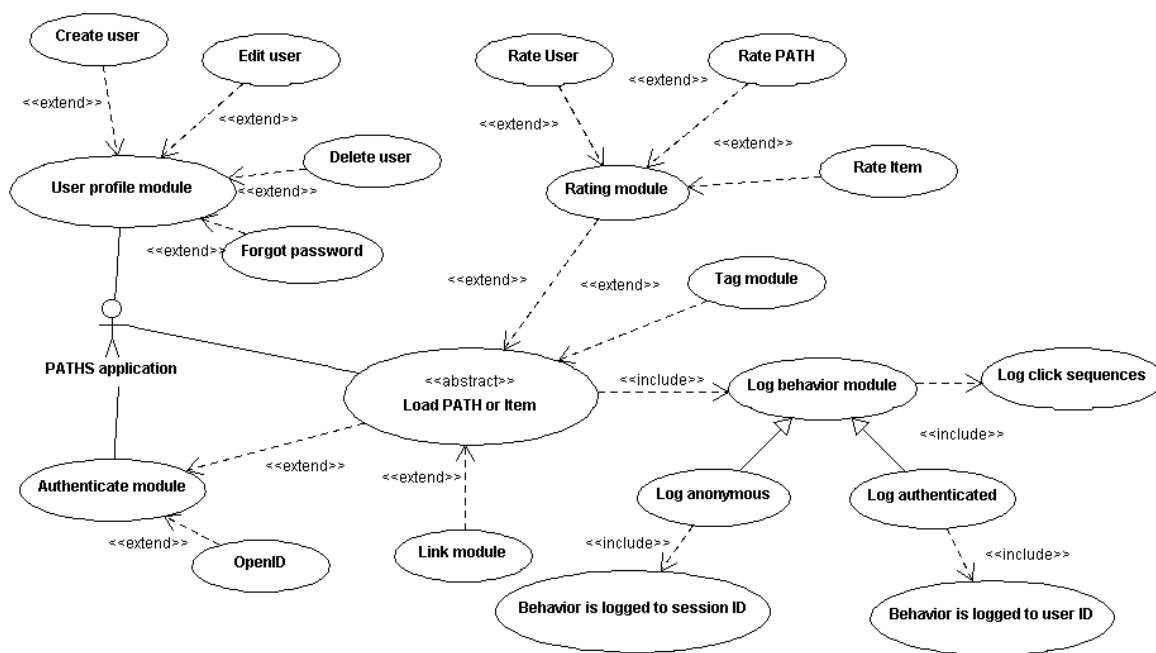 Create user
Edit user
Rate User
Rate PATH
<<extend>>
<<extend>>
<<extend>>
<<extend>>
<<extend>>
Delete user
Rate Item
User profile module
<<extend>>
Rating module
<<extend>>
Forgot password
<<extend>>
<<extend>>
Tag module
PATHS application
<<abstract>>
Load PATH or Item
<<include>>
Log behavior module
Log click sequences
<<include>>
<<extend>>
<<extend>>
Authenticate module
Log anonymous
Log authenticated
<<extend>>
OpenID
Link module
<<include>>
<<include>>
Behavior is logged to session ID
Behavior is logged to user ID